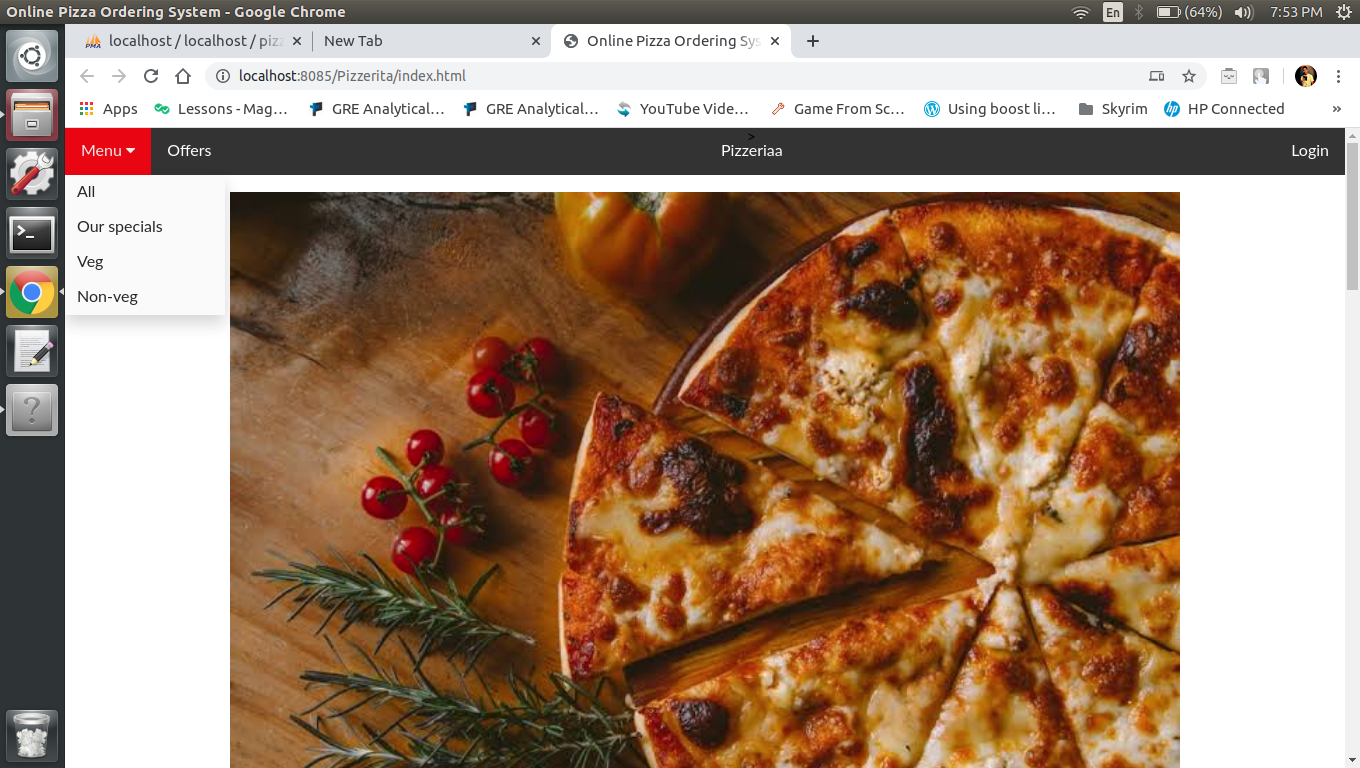 Online Pizza Ordering System - Google Chrome En (64%) 7:53 PM
PMA localhost / localhost / pizz New Tab Online Pizza Ordering Sys
localhost:8085/Pizzerita/index.html
Apps Lessons - Mag... GRE Analytical... GRE Analytical... YouTube Vide... Game From Sc... Using boost li... Skyrim hp HP Connected »
>
Menu Offers Pizzeriaa Login
All
Our specials
Veg
Non-veg